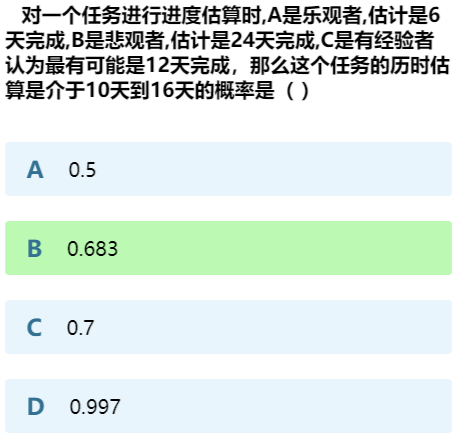 对一个任务进行进度估算时,A是乐观者,估计是6
天完成,B是悲观者,估计是24天完成,C是有经验者
认为最有可能是12天完成，那么这个任务的历时估
算是介于10天到16天的概率是（ ）
A 0.5
B 0.683
C 0.7
D 0.997